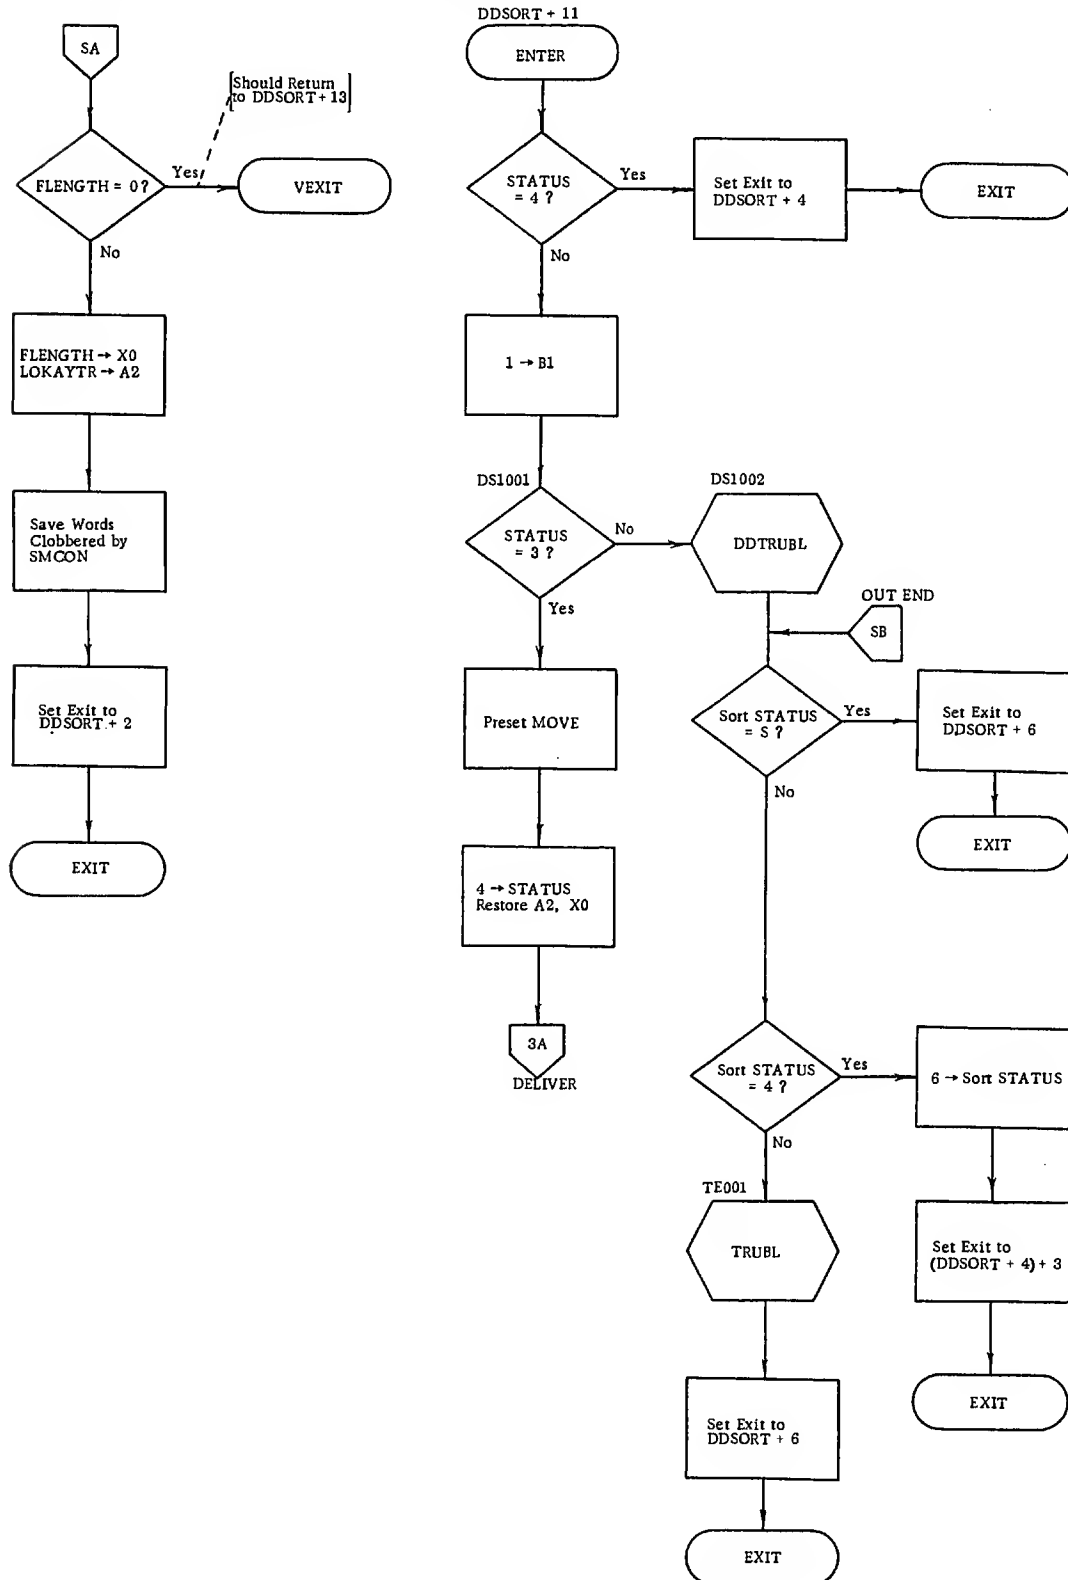 SA
[Should Return
to DDSORT + 13]
FLENGTH = 0?
Yes
VEXIT
No
FLENGTH → X0
LOKAYTR → A2
Save Words
Clobbered by
SMCON
Set Exit to
DDSORT + 2
EXIT
DDSORT + 11
ENTER
STATUS
= 4 ?
Yes
Set Exit to
DDSORT + 4
EXIT
No
1 → B1
DS1001
STATUS
= 3 ?
No
DS1002
DDTRUBL
Yes
Preset MOVE
4 → STATUS
Restore A2, X0
3A
DELIVER
OUT END
SB
Sort STATUS
= S ?
Yes
Set Exit to
DDSORT + 6
EXIT
No
Sort STATUS
= 4 ?
Yes
6 → Sort STATUS
Set Exit to
(DDSORT + 4) + 3
EXIT
No
TE001
TRUBL
Set Exit to
DDSORT + 6
EXIT